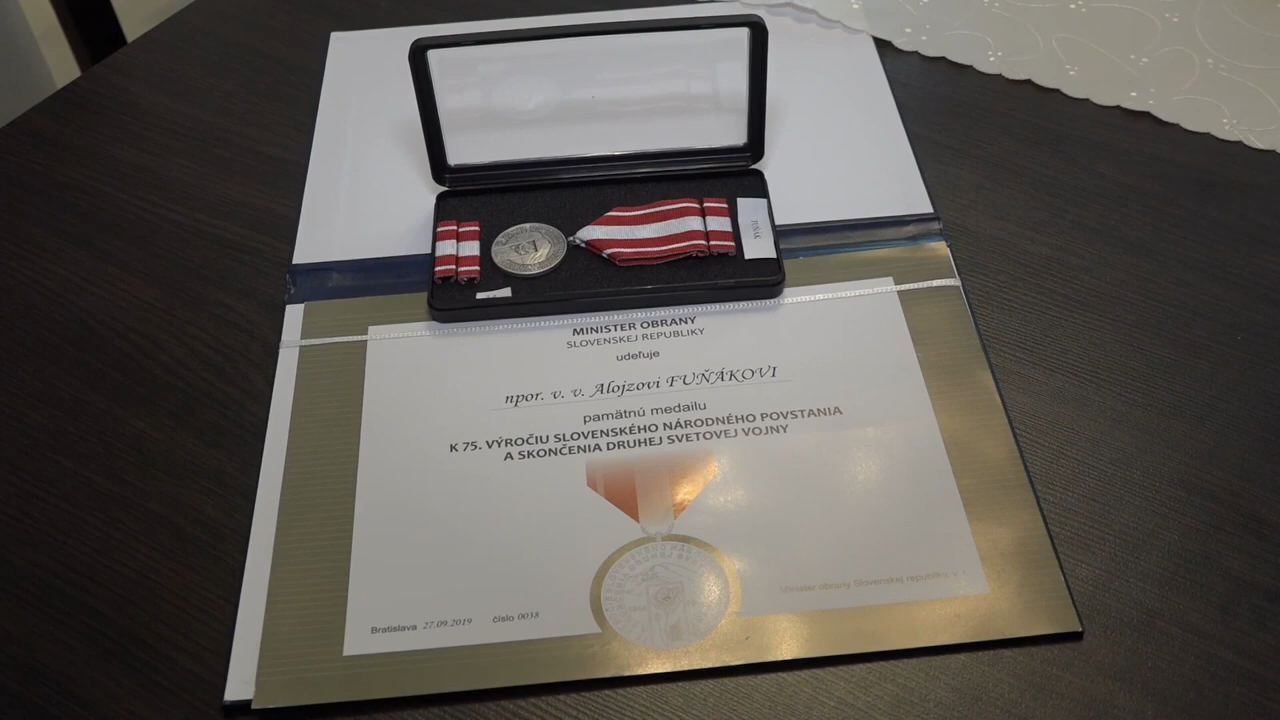 FUŇÁK
MINISTER OBRANY
SLOVENSKEJ REPUBLIKY
udeľuje
npor. v. v. Alojzovi FUŇÁKOVI
pamätnú medailu
K 75. VÝROČIU SLOVENSKÉHO NÁRODNÉHO POVSTANIA
A SKONČENIA DRUHEJ SVETOVEJ VOJNY
Minister obrany Slovenskej republiky
Bratislava 27.09.2019 číslo 0038